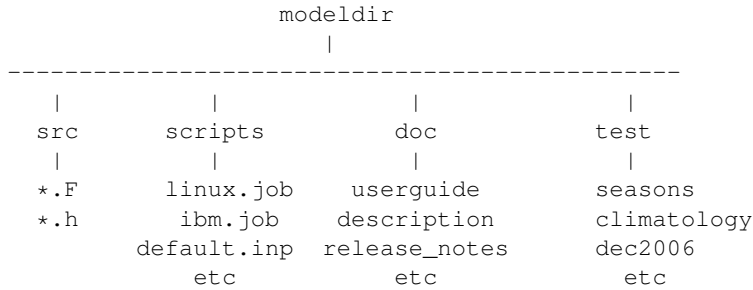 modeldir
|
-----------------------------------------------
| | | |
src scripts doc test
| | | |
*.F linux.job userguide seasons
*.h ibm.job description climatology
default.inp release_notes dec2006
etc etc etc